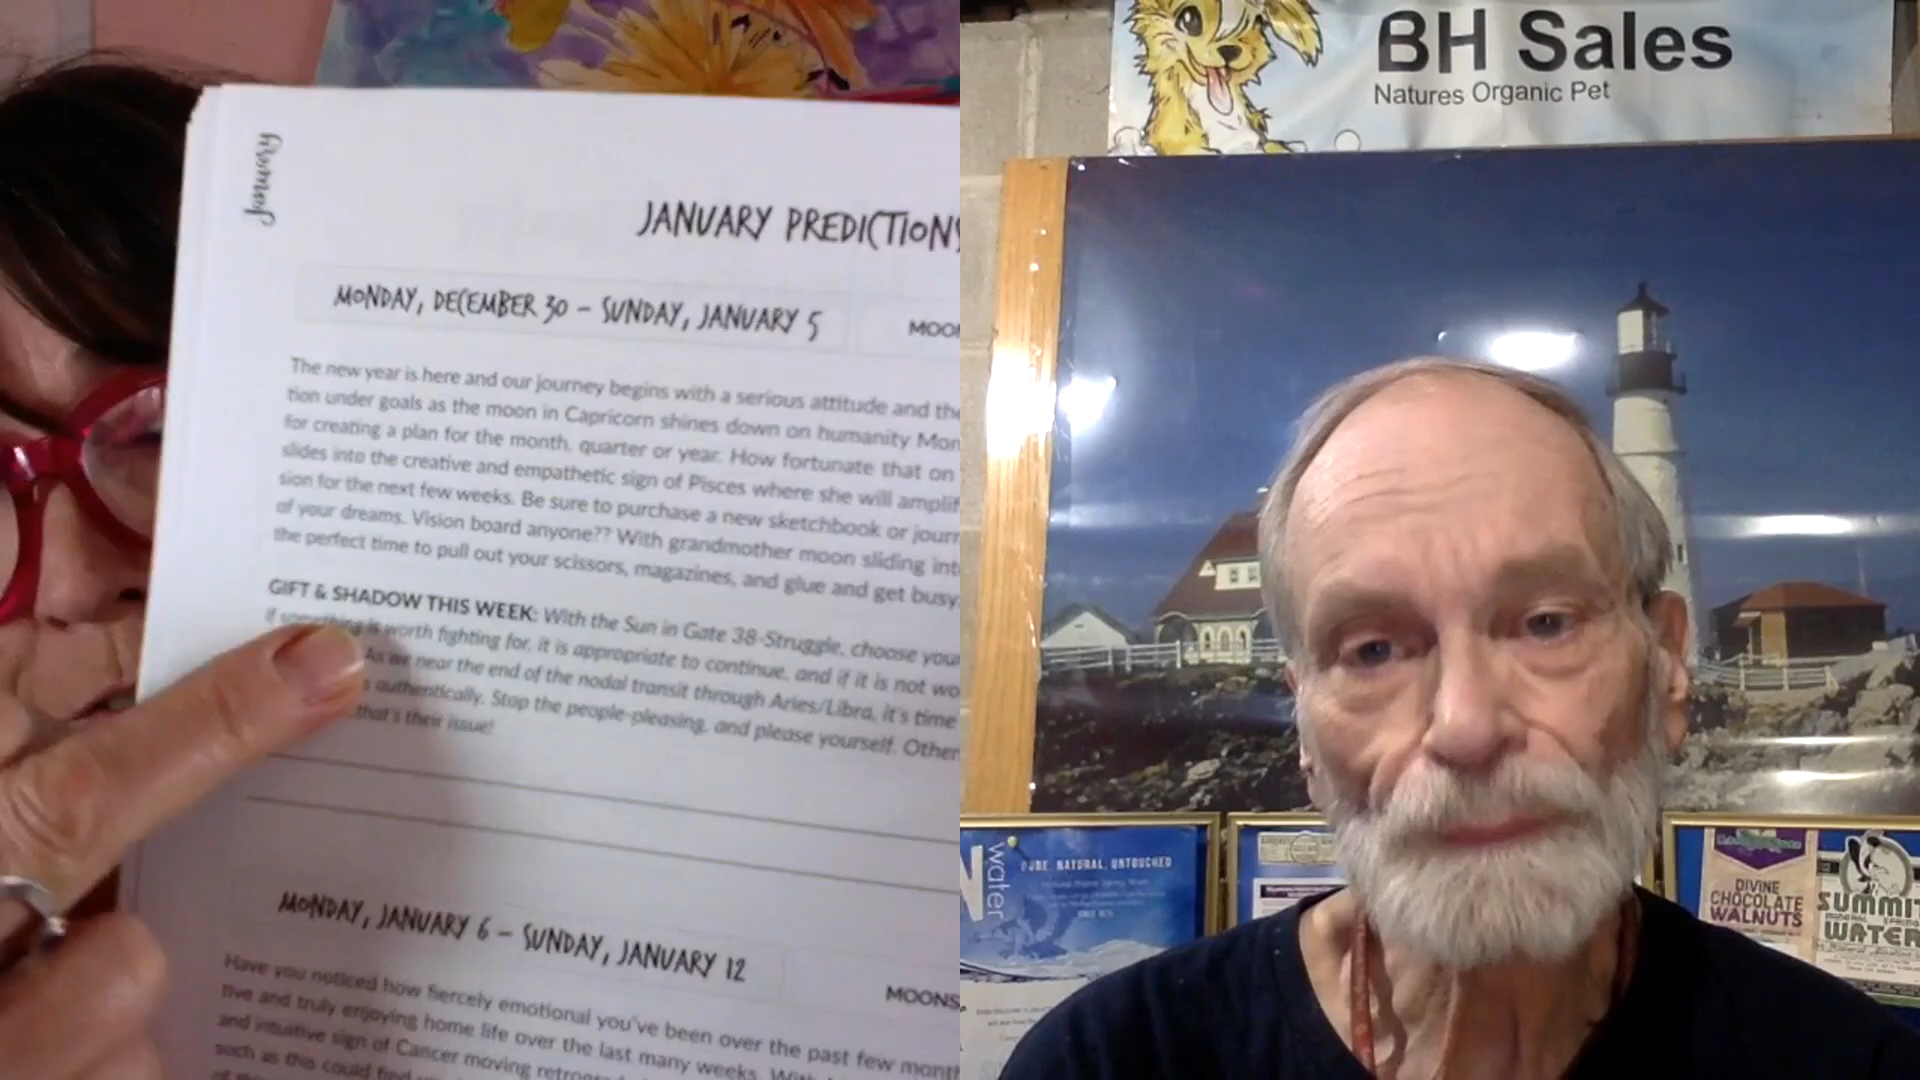 January
JANUARY PREDICTIONS
MONDAY, DECEMBER 30 – SUNDAY, JANUARY 5
The new year is here and our journey begins with a serious attitude and the
tion under goals as the moon in Capricorn shines down on humanity Mon
for creating a plan for the month, quarter or year. How fortunate that on
slides into the creative and empathetic sign of Pisces where she will amplif
sion for the next few weeks. Be sure to purchase a new sketchbook or journ
of your dreams. Vision board anyone?? With grandmother moon sliding int
the perfect time to pull out your scissors, magazines, and glue and get busy
GIFT & SHADOW THIS WEEK: With the Sun in Gate 38-Struggle, choose you
If something is worth fighting for, it is appropriate to continue, and if it is not wo
As we near the end of the nodal transit through Aries/Libra, it's time
authentically. Stop the people-pleasing, and please yourself. Other
that's their issue!
MONDAY, JANUARY 6 – SUNDAY, JANUARY 12
MOONS
Have you noticed how fiercely emotional you've been over the past few month
tive and truly enjoying home life over the last many weeks. With
and intuitive sign of Cancer moving
such as this could
BH Sales
Natures Organic Pet
water
PURE. NATURAL. UNTOUCHED
DIVINE
CHOCOLATE
WALNUTS
SUMMIT
WATER